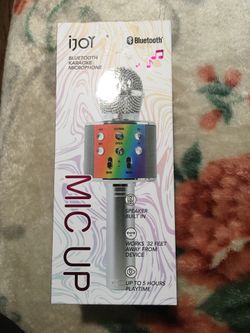 iJOY
Bluetooth®
BLUETOOTH
KARAOKE
MICROPHONE
MIC UP
SPEAKER
BUILT IN
WORKS 32 FEET
AWAY FROM
DEVICE
UP TO 5 HOURS
PLAYTIME